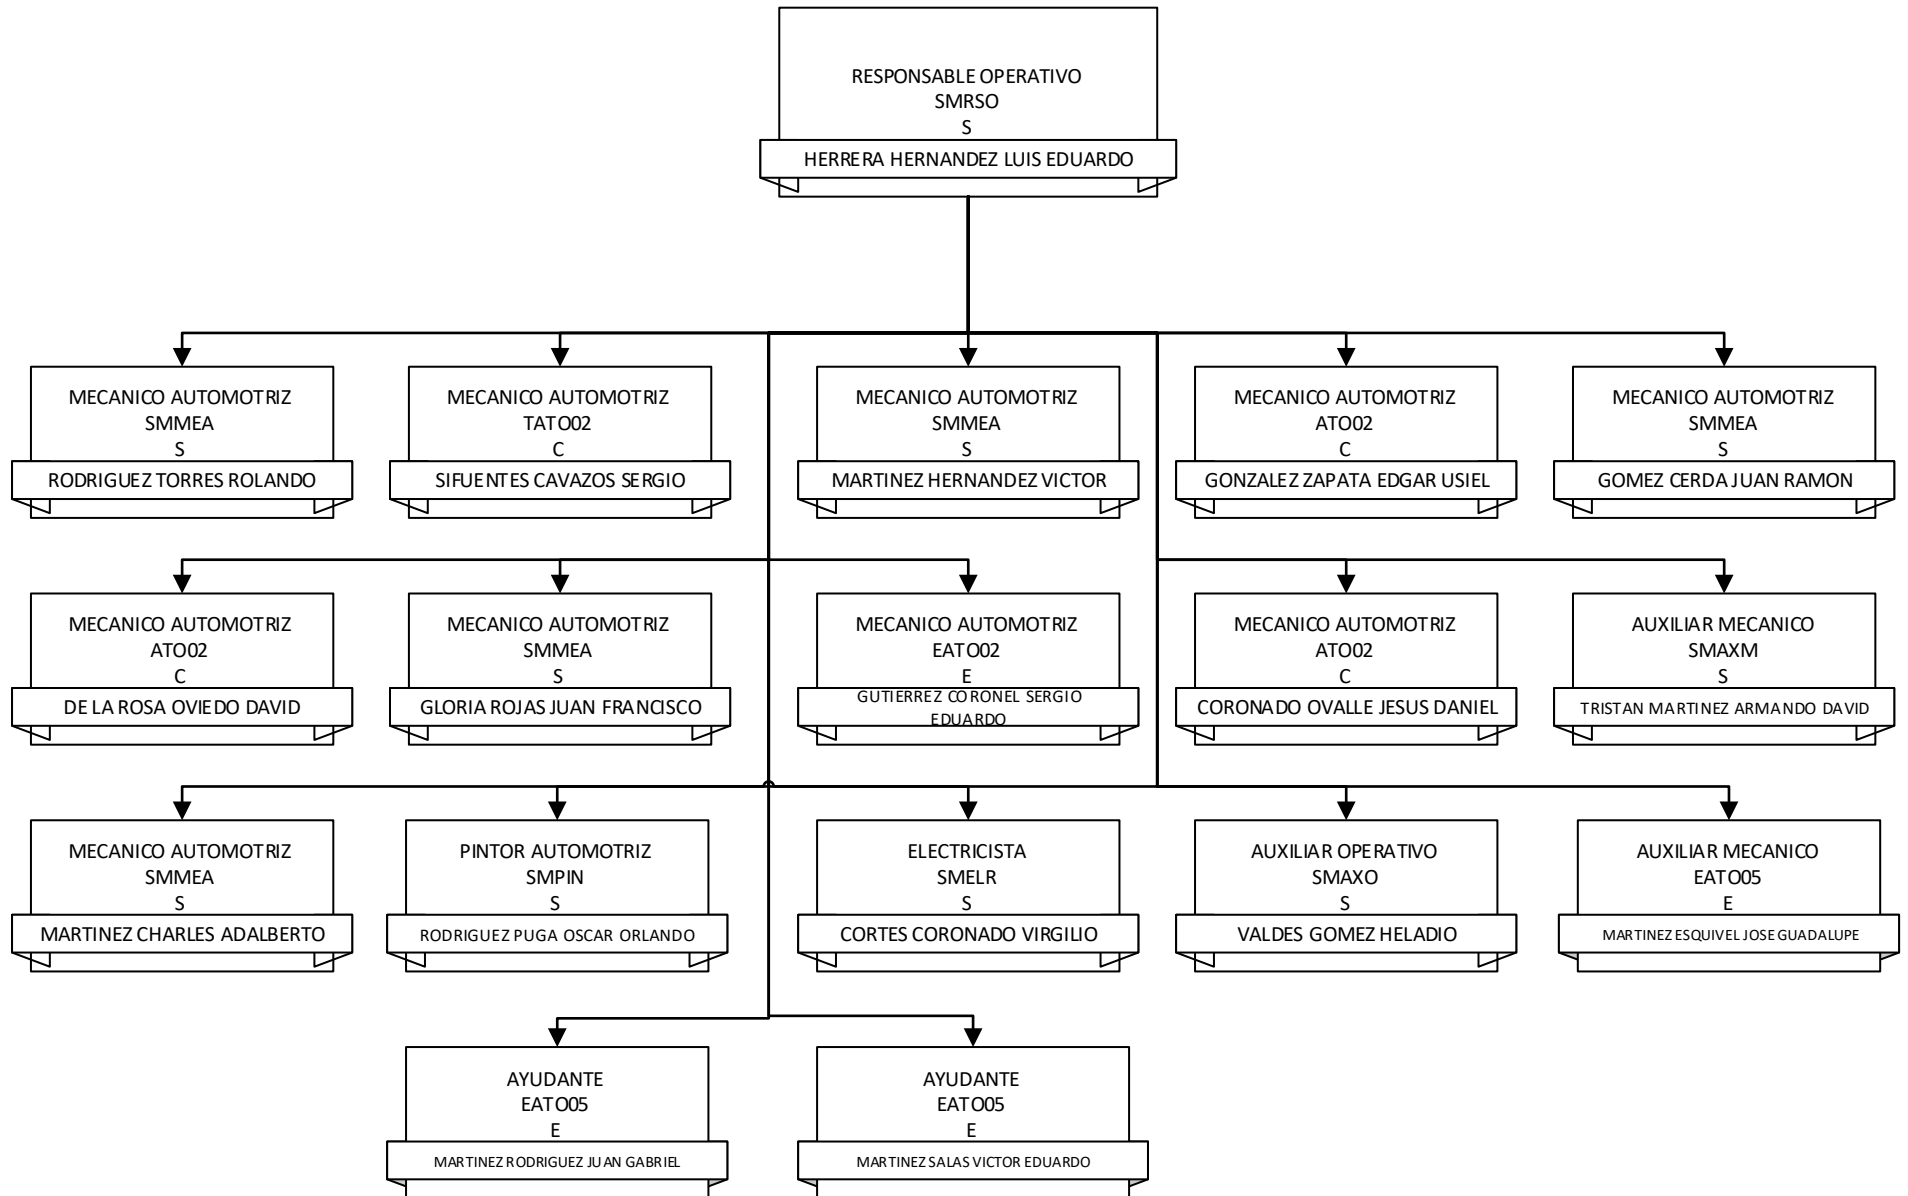 RESPONSABLE OPERATIVO
SMRSO
S
HERRERA HERNANDEZ LUIS EDUARDO
MECANICO AUTOMOTRIZ
SMMEA
S
RODRIGUEZ TORRES ROLANDO
MECANICO AUTOMOTRIZ
TATO02
C
SIFUENTES CAVAZOS SERGIO
MECANICO AUTOMOTRIZ
SMMEA
S
MARTINEZ HERNANDEZ VICTOR
MECANICO AUTOMOTRIZ
ATO02
C
GONZALEZ ZAPATA EDGAR USIEL
MECANICO AUTOMOTRIZ
SMMEA
S
GOMEZ CERDA JUAN RAMON
MECANICO AUTOMOTRIZ
ATO02
C
DE LA ROSA OVIEDO DAVID
MECANICO AUTOMOTRIZ
SMMEA
S
GLORIA ROJAS JUAN FRANCISCO
MECANICO AUTOMOTRIZ
EATO02
E
GUTIERREZ CORONEL SERGIO
EDUARDO
MECANICO AUTOMOTRIZ
ATO02
C
CORONADO OVALLE JESUS DANIEL
AUXILIAR MECANICO
SMAXM
S
TRISTAN MARTINEZ ARMANDO DAVID
MECANICO AUTOMOTRIZ
SMMEA
S
MARTINEZ CHARLES ADALBERTO
PINTOR AUTOMOTRIZ
SMPIN
S
RODRIGUEZ PUGA OSCAR ORLANDO
ELECTRICISTA
SMELR
S
CORTES CORONADO VIRGILIO
AUXILIAR OPERATIVO
SMAXO
S
VALDES GOMEZ HELADIO
AUXILIAR MECANICO
EATO05
E
MARTINEZ ESQUIVEL JOSE GUADALUPE
AYUDANTE
EATO05
E
MARTINEZ RODRIGUEZ JUAN GABRIEL
AYUDANTE
EATO05
E
MARTINEZ SALAS VICTOR EDUARDO